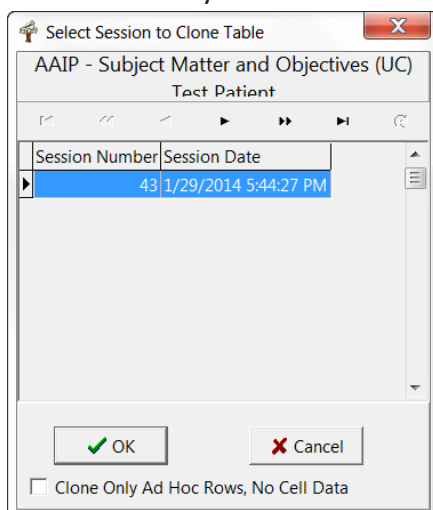 Select Session to Clone Table
AAIP - Subject Matter and Objectives (UC)
Test Patient
Session Number Session Date
43 1/29/2014 5:44:27 PM
OK
Cancel
Clone Only Ad Hoc Rows, No Cell Data